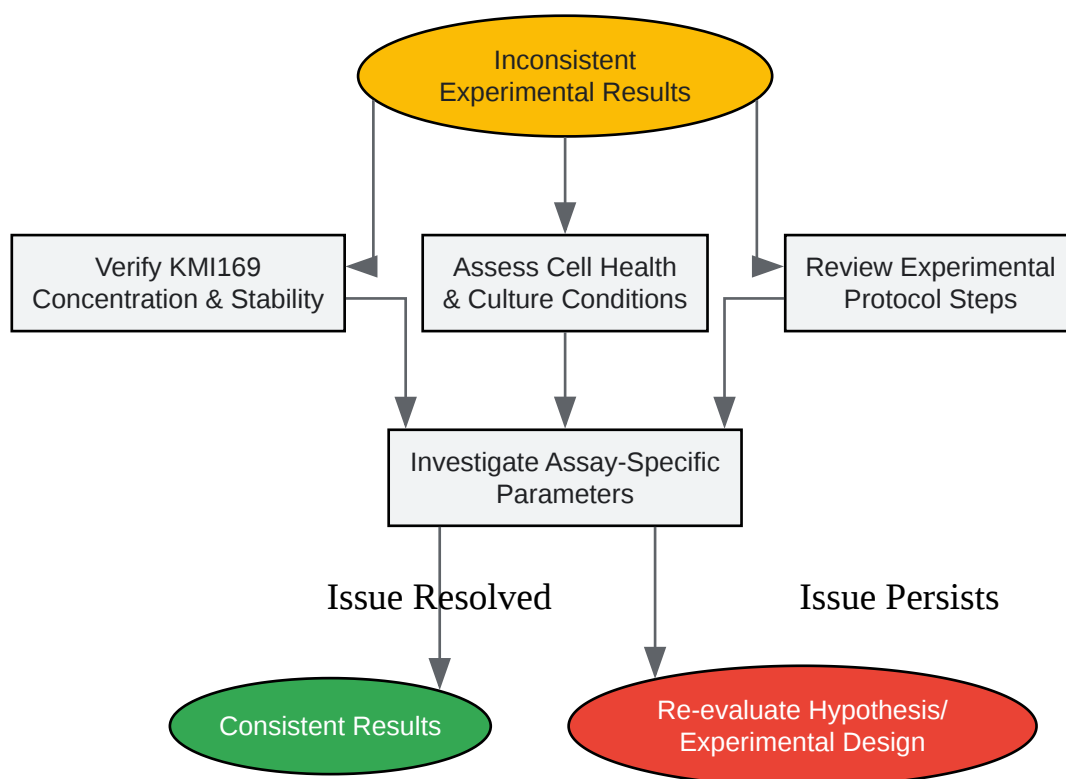 Inconsistent
Experimental Results
Verify KMI169
Concentration & Stability
Assess Cell Health
& Culture Conditions
Review Experimental
Protocol Steps
Investigate Assay-Specific
Parameters
Issue Resolved
Issue Persists
Consistent Results
Re-evaluate Hypothesis/
Experimental Design